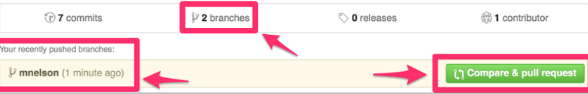 7 commits
2 branches
0 releases
1 contributor
Your recently pushed branches:
mnelson (1 minute ago)
Compare & pull request